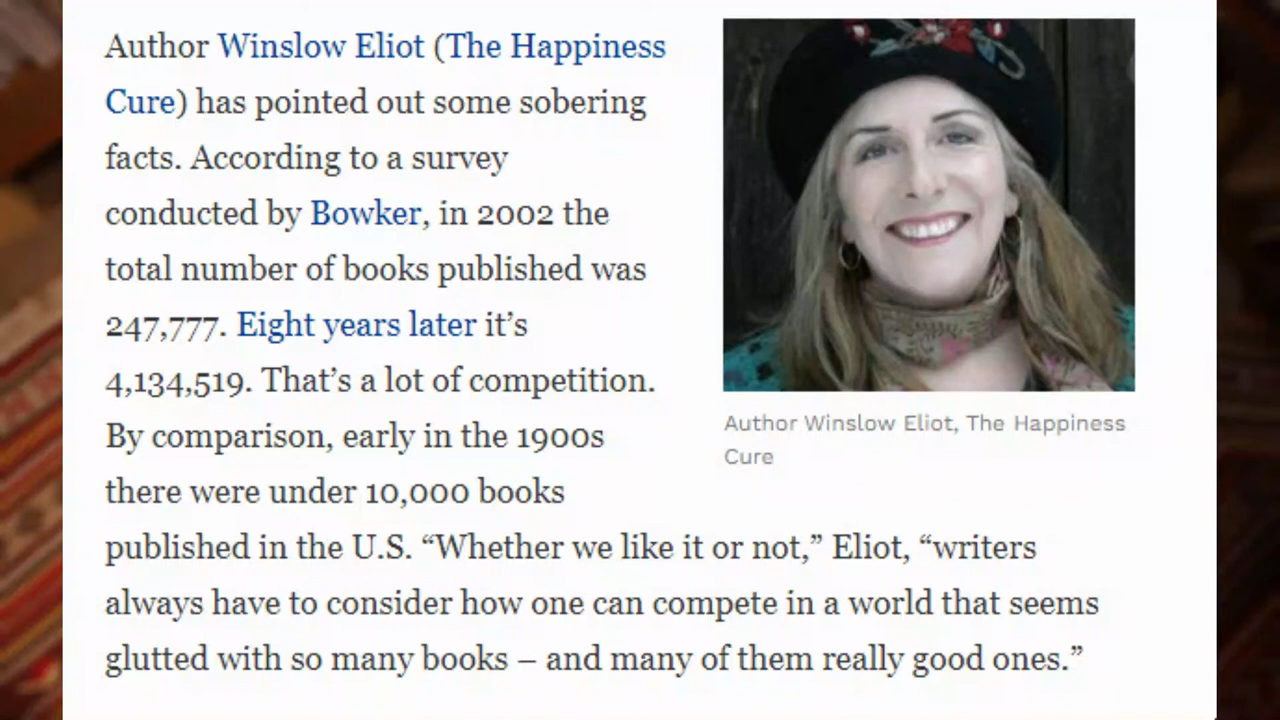 Author Winslow Eliot (The Happiness
Cure) has pointed out some sobering
facts. According to a survey
conducted by Bowker, in 2002 the
total number of books published was
247,777. Eight years later it’s
4,134,519. That’s a lot of competition.
By comparison, early in the 1900s
there were under 10,000 books
published in the U.S. “Whether we like it or not,” Eliot, “writers
always have to consider how one can compete in a world that seems
glutted with so many books – and many of them really good ones.”
Author Winslow Eliot, The Happiness
Cure